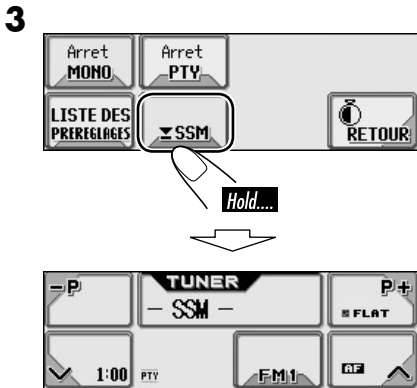 3
Arret
MONO
Arret
PTY
LISTE DES
PREREGLAGES
SSM
RETOUR
Hold....
–P
TUNER
– SSM –
P+
FLAT
1:00
PTY
FM1
AF